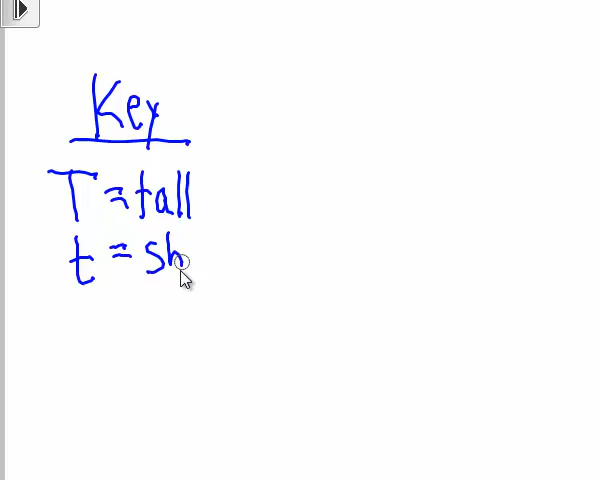 Key
T = tall
t = sh